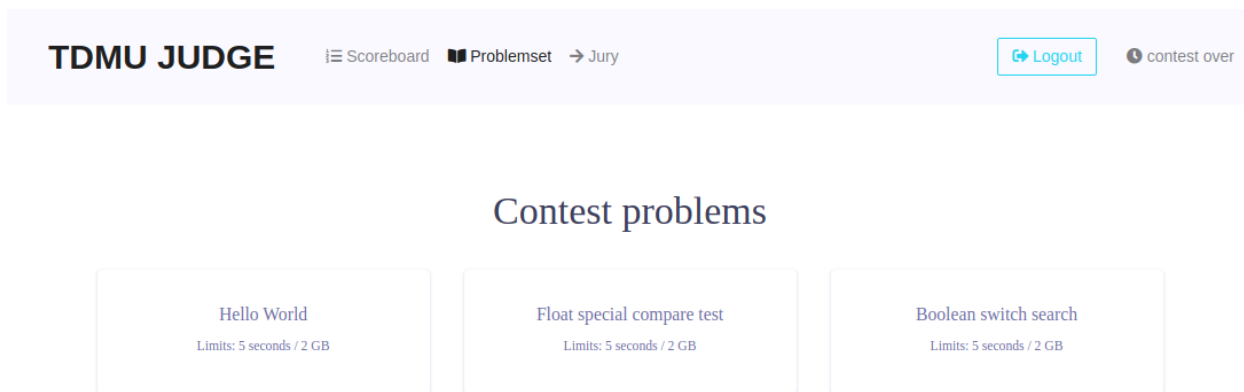 TDMU JUDGE Scoreboard Problemset Jury Logout contest over
Contest problems
Hello World Float special compare test Boolean switch search
Limits: 5 seconds / 2 GB Limits: 5 seconds / 2 GB Limits: 5 seconds / 2 GB